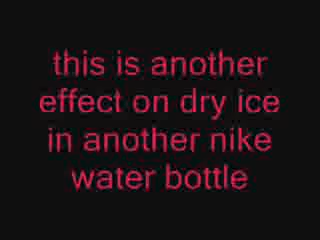 this is another
effect on dry ice
in another nike
water bottle